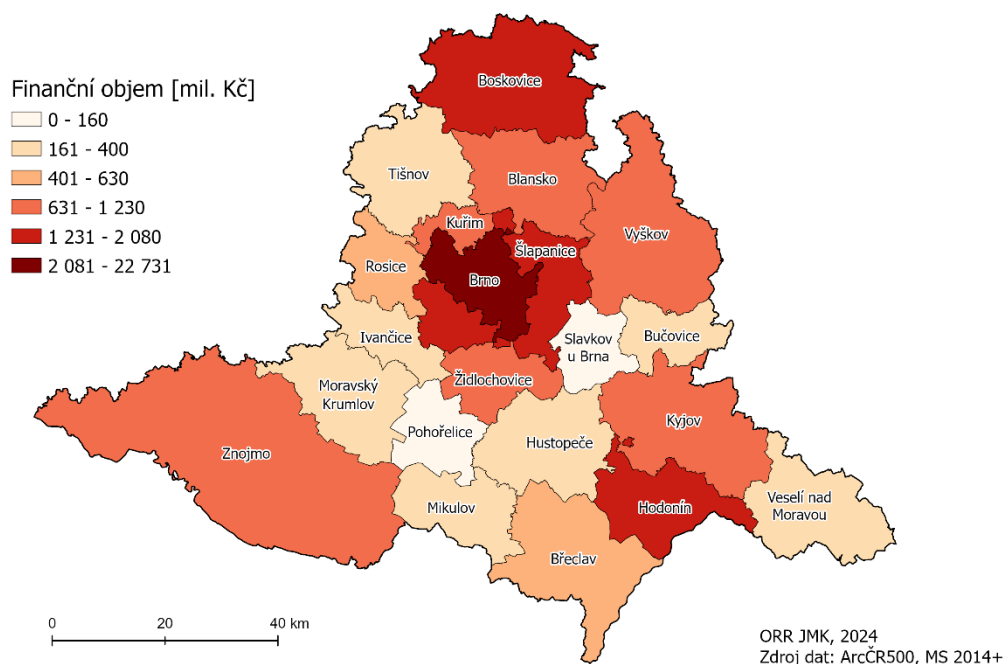 Finanční objem [mil. Kč]
0 - 160
161 - 400
401 - 630
631 - 1 230
1 231 - 2 080
2 081 - 22 731
Boskovice
Tišnov
Blansko
Kuřim
Vyškov
Šlapanice
Rosice
Brno
Ivančice
Slavkov
u Brna
Bučovice
Židlochovice
Moravský
Krumlov
Pohořelice
Hustopeče
Kyjov
Znojmo
Mikulov
Hodonín
Veselí nad
Moravou
Břeclav
0 20 40 km
ORR JMK, 2024
Zdroj dat: ArcČR500, MS 2014+